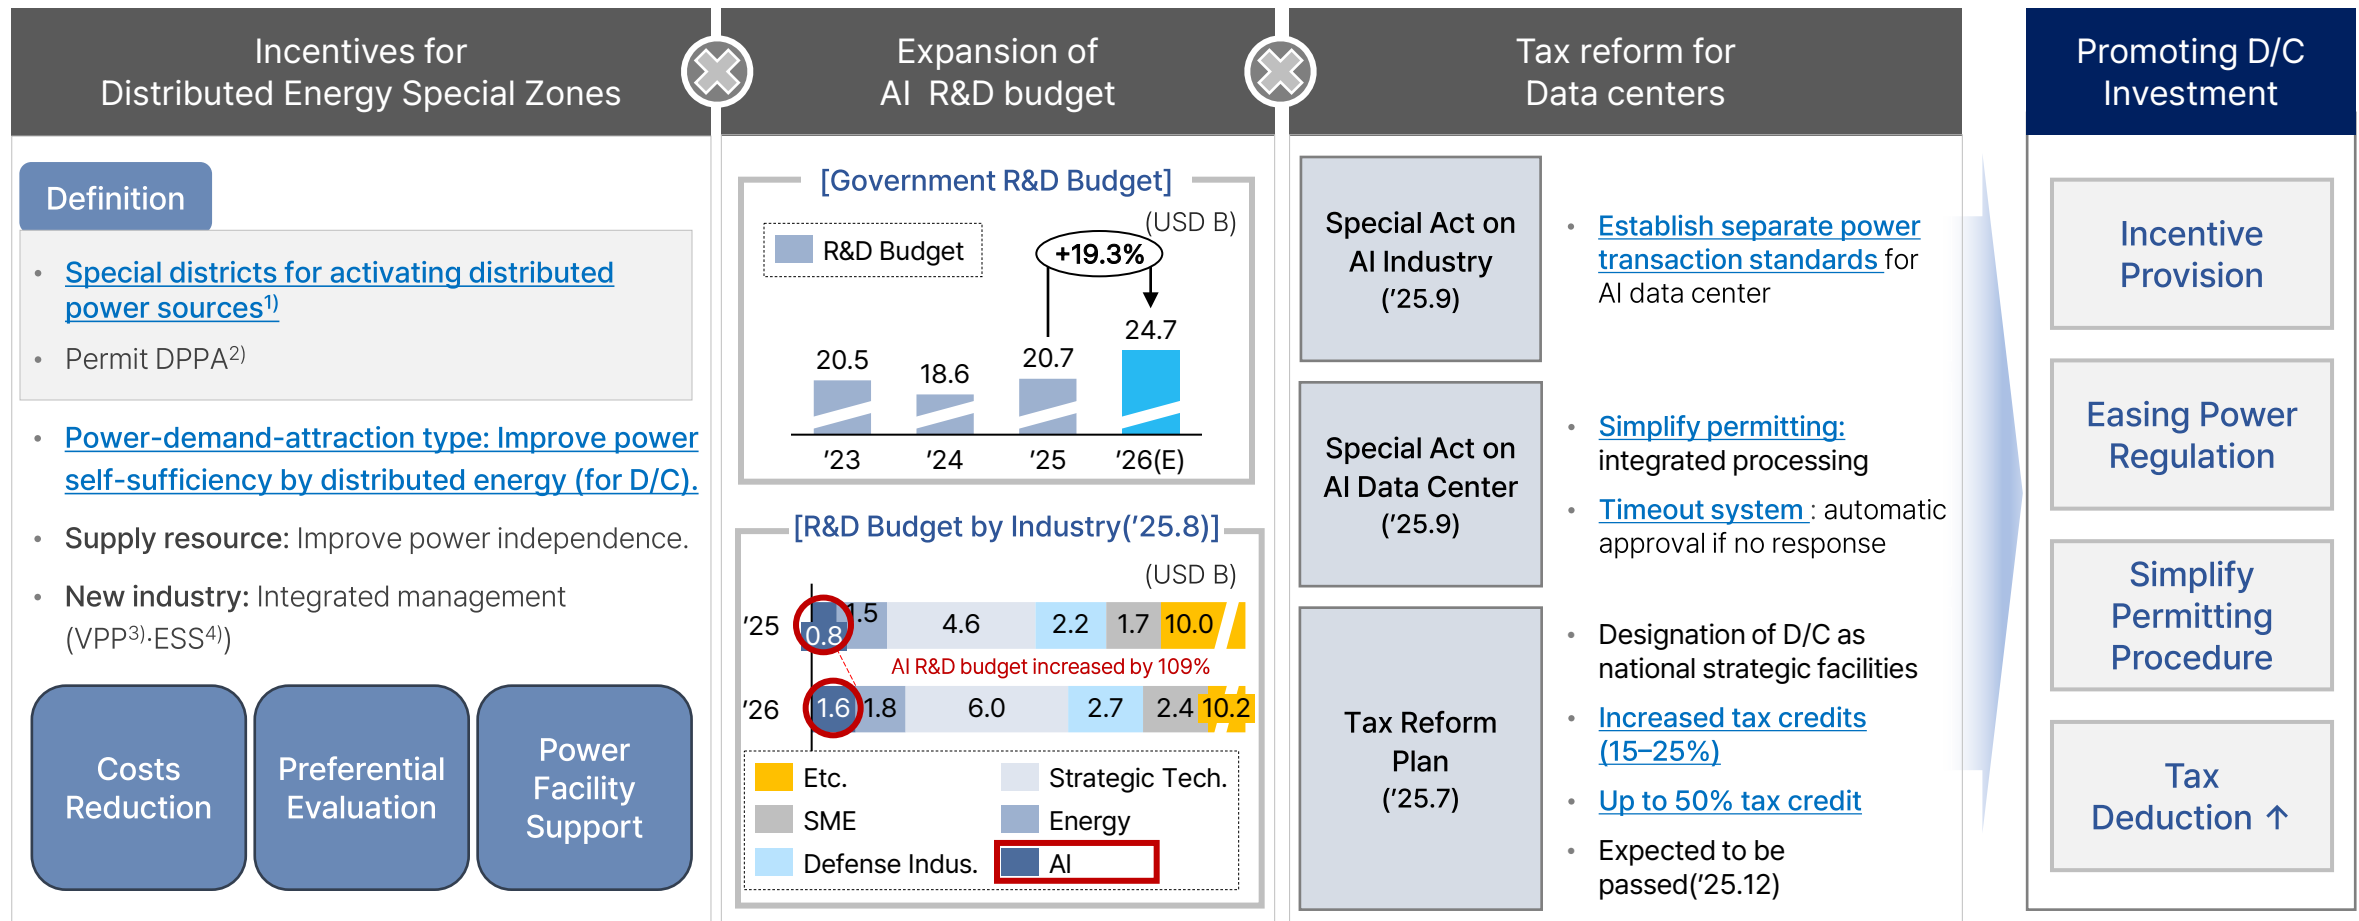 Incentives for
Distributed Energy Special Zones
Expansion of
AI R&D budget
Tax reform for
Data centers
Promoting D/C
Investment
Definition
• Special districts for activating distributed
power sources1)
• Permit DPPA2)
• Power-demand-attraction type: Improve power
self-sufficiency by distributed energy (for D/C).
• Supply resource: Improve power independence.
• New industry: Integrated management
(VPP3)·ESS4))
Costs
Reduction
Preferential
Evaluation
Power
Facility
Support
[Government R&D Budget]
(USD B)
R&D Budget
+19.3%
20.5
18.6
20.7
24.7
’23
’24
’25
’26(E)
[R&D Budget by Industry(’25.8)]
(USD B)
’25
0.8
1.5
4.6
2.2
1.7
10.0
AI R&D budget increased by 109%
’26
1.6
1.8
6.0
2.7
2.4
10.2
Etc.
Strategic Tech.
SME
Energy
Defense Indus.
AI
Special Act on
AI Industry
(’25.9)
• Establish separate power
transaction standards for
AI data center
Special Act on
AI Data Center
(’25.9)
• Simplify permitting:
integrated processing
• Timeout system : automatic
approval if no response
Tax Reform
Plan
(’25.7)
• Designation of D/C as
national strategic facilities
• Increased tax credits
(15–25%)
• Up to 50% tax credit
• Expected to be
passed(’25.12)
Incentive
Provision
Easing Power
Regulation
Simplify
Permitting
Procedure
Tax
Deduction ↑